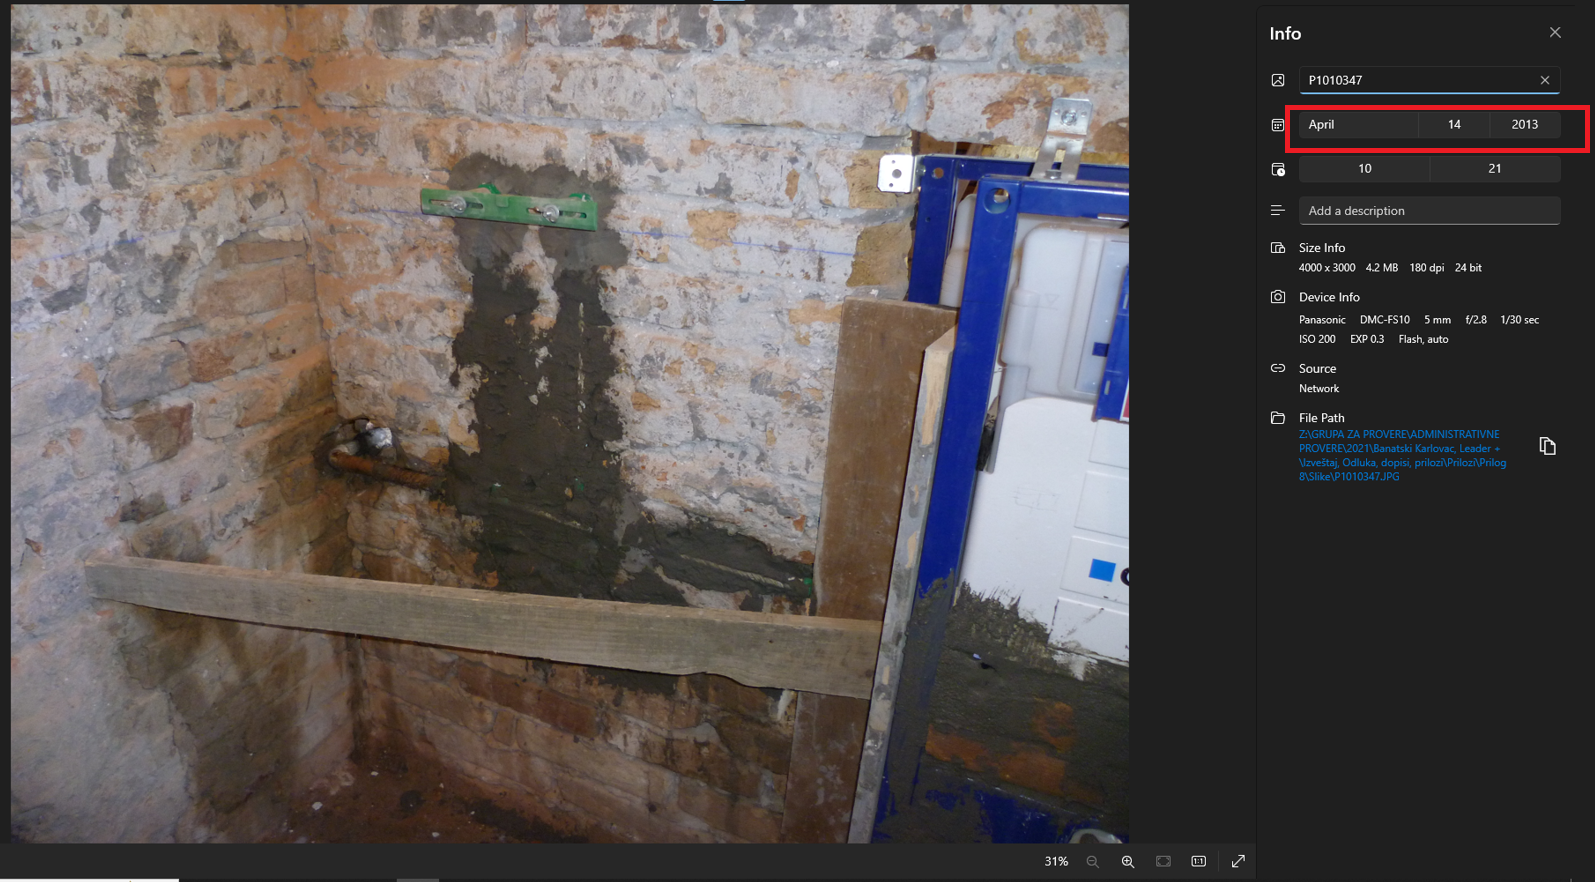 Info
P1010347
April 14 2013
10 21
Add a description
Size Info
4000 x 3000 4.2 MB 180 dpi 24 bit
Device Info
Panasonic DMC-FS10 5 mm f/2.8 1/30 sec
ISO 200 EXP 0.3 Flash, auto
Source
Network
File Path
Z:\GRUPA ZA PROVERE\ADMINISTRATIVNE
PROVERE\2021\Banatski Karlovac, Leader +
\Izveštaj, Odluka, dopisi, prilozi\Prilozi\Prilog
8\Slike\P1010347.JPG
31%
1:1